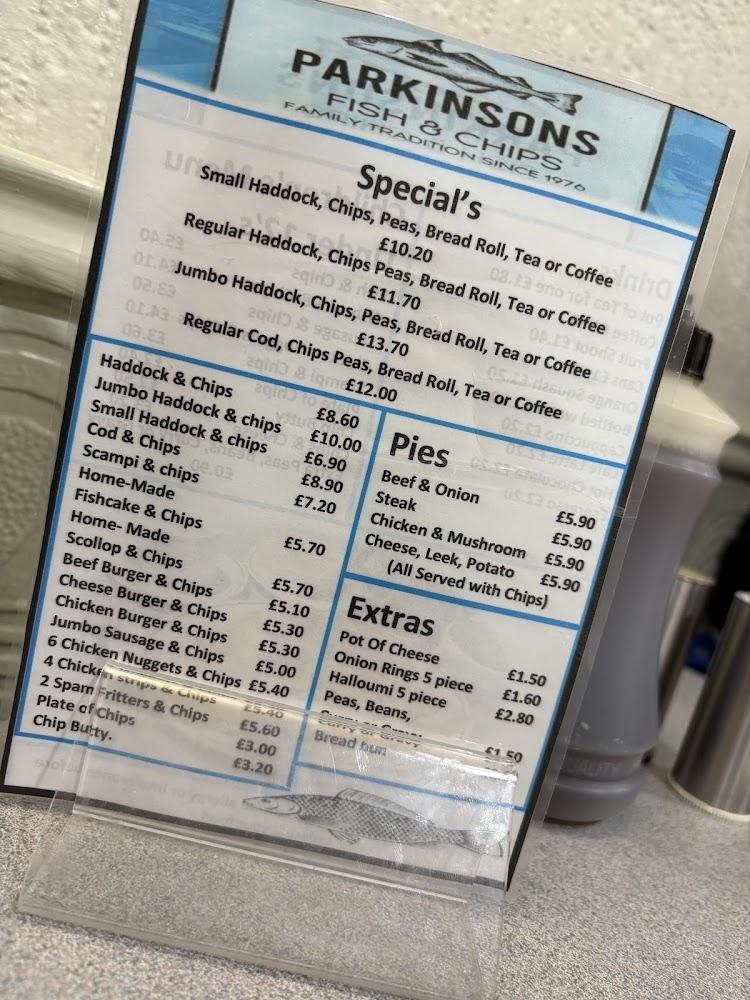 PARKINSONS
FISH & CHIPS
FAMILY TRADITION SINCE 1976
Special's
Small Haddock, Chips, Peas, Bread Roll, Tea or Coffee
£10.20
Regular Haddock, Chips Peas, Bread Roll, Tea or Coffee
£11.70
Jumbo Haddock, Chips, Peas, Bread Roll, Tea or Coffee
£13.70
Regular Cod, Chips Peas, Bread Roll, Tea or Coffee
£12.00
Haddock & Chips £8.60
Jumbo Haddock & chips £10.00
Small Haddock & chips £6.90
Cod & Chips £8.90
Scampi & chips £7.20
Home-Made
Fishcake & Chips £5.70
Home- Made
Scollop & Chips £5.70
Beef Burger & Chips £5.10
Cheese Burger & Chips £5.30
Chicken Burger & Chips £5.30
Jumbo Sausage & Chips £5.00
6 Chicken Nuggets & Chips £5.40
4 Chicken strips & Chips £5.40
2 Spam Fritters & Chips £5.60
Plate of Chips £3.00
Chip Butty. £3.20
Pies
Beef & Onion £5.90
Steak £5.90
Chicken & Mushroom £5.90
Cheese, Leek, Potato £5.90
(All Served with Chips)
Extras
Pot Of Cheese £1.50
Onion Rings 5 piece £1.60
Halloumi 5 piece £2.80
Peas, Beans,
Curry or Gravy £1.50
Bread bun